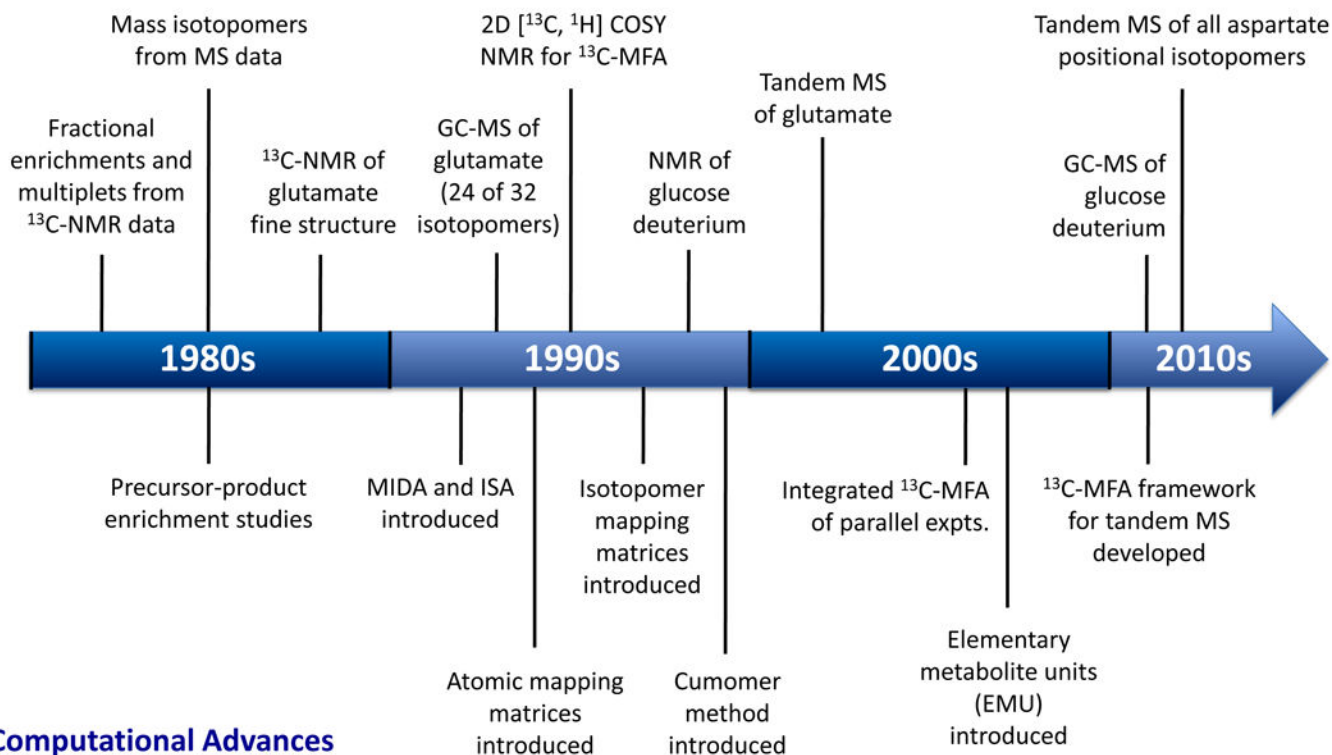 Mass isotopomers
from MS data
2D [¹³C, ¹H] COSY
NMR for ¹³C-MFA
Tandem MS of all aspartate
positional isotopomers
Tandem MS
of glutamate
Fractional
enrichments and
multiplets from
¹³C-NMR data
¹³C-NMR of
glutamate
fine structure
GC-MS of
glutamate
(24 of 32
isotopomers)
NMR of
glucose
deuterium
GC-MS of
glucose
deuterium
1980s
1990s
2000s
2010s
Precursor-product
enrichment studies
MIDA and ISA
introduced
Isotopomer
mapping
matrices
introduced
Integrated ¹³C-MFA
of parallel expts.
¹³C-MFA framework
for tandem MS
developed
Atomic mapping
matrices
introduced
Cumomer
method
introduced
Elementary
metabolite units
(EMU)
introduced
Computational Advances